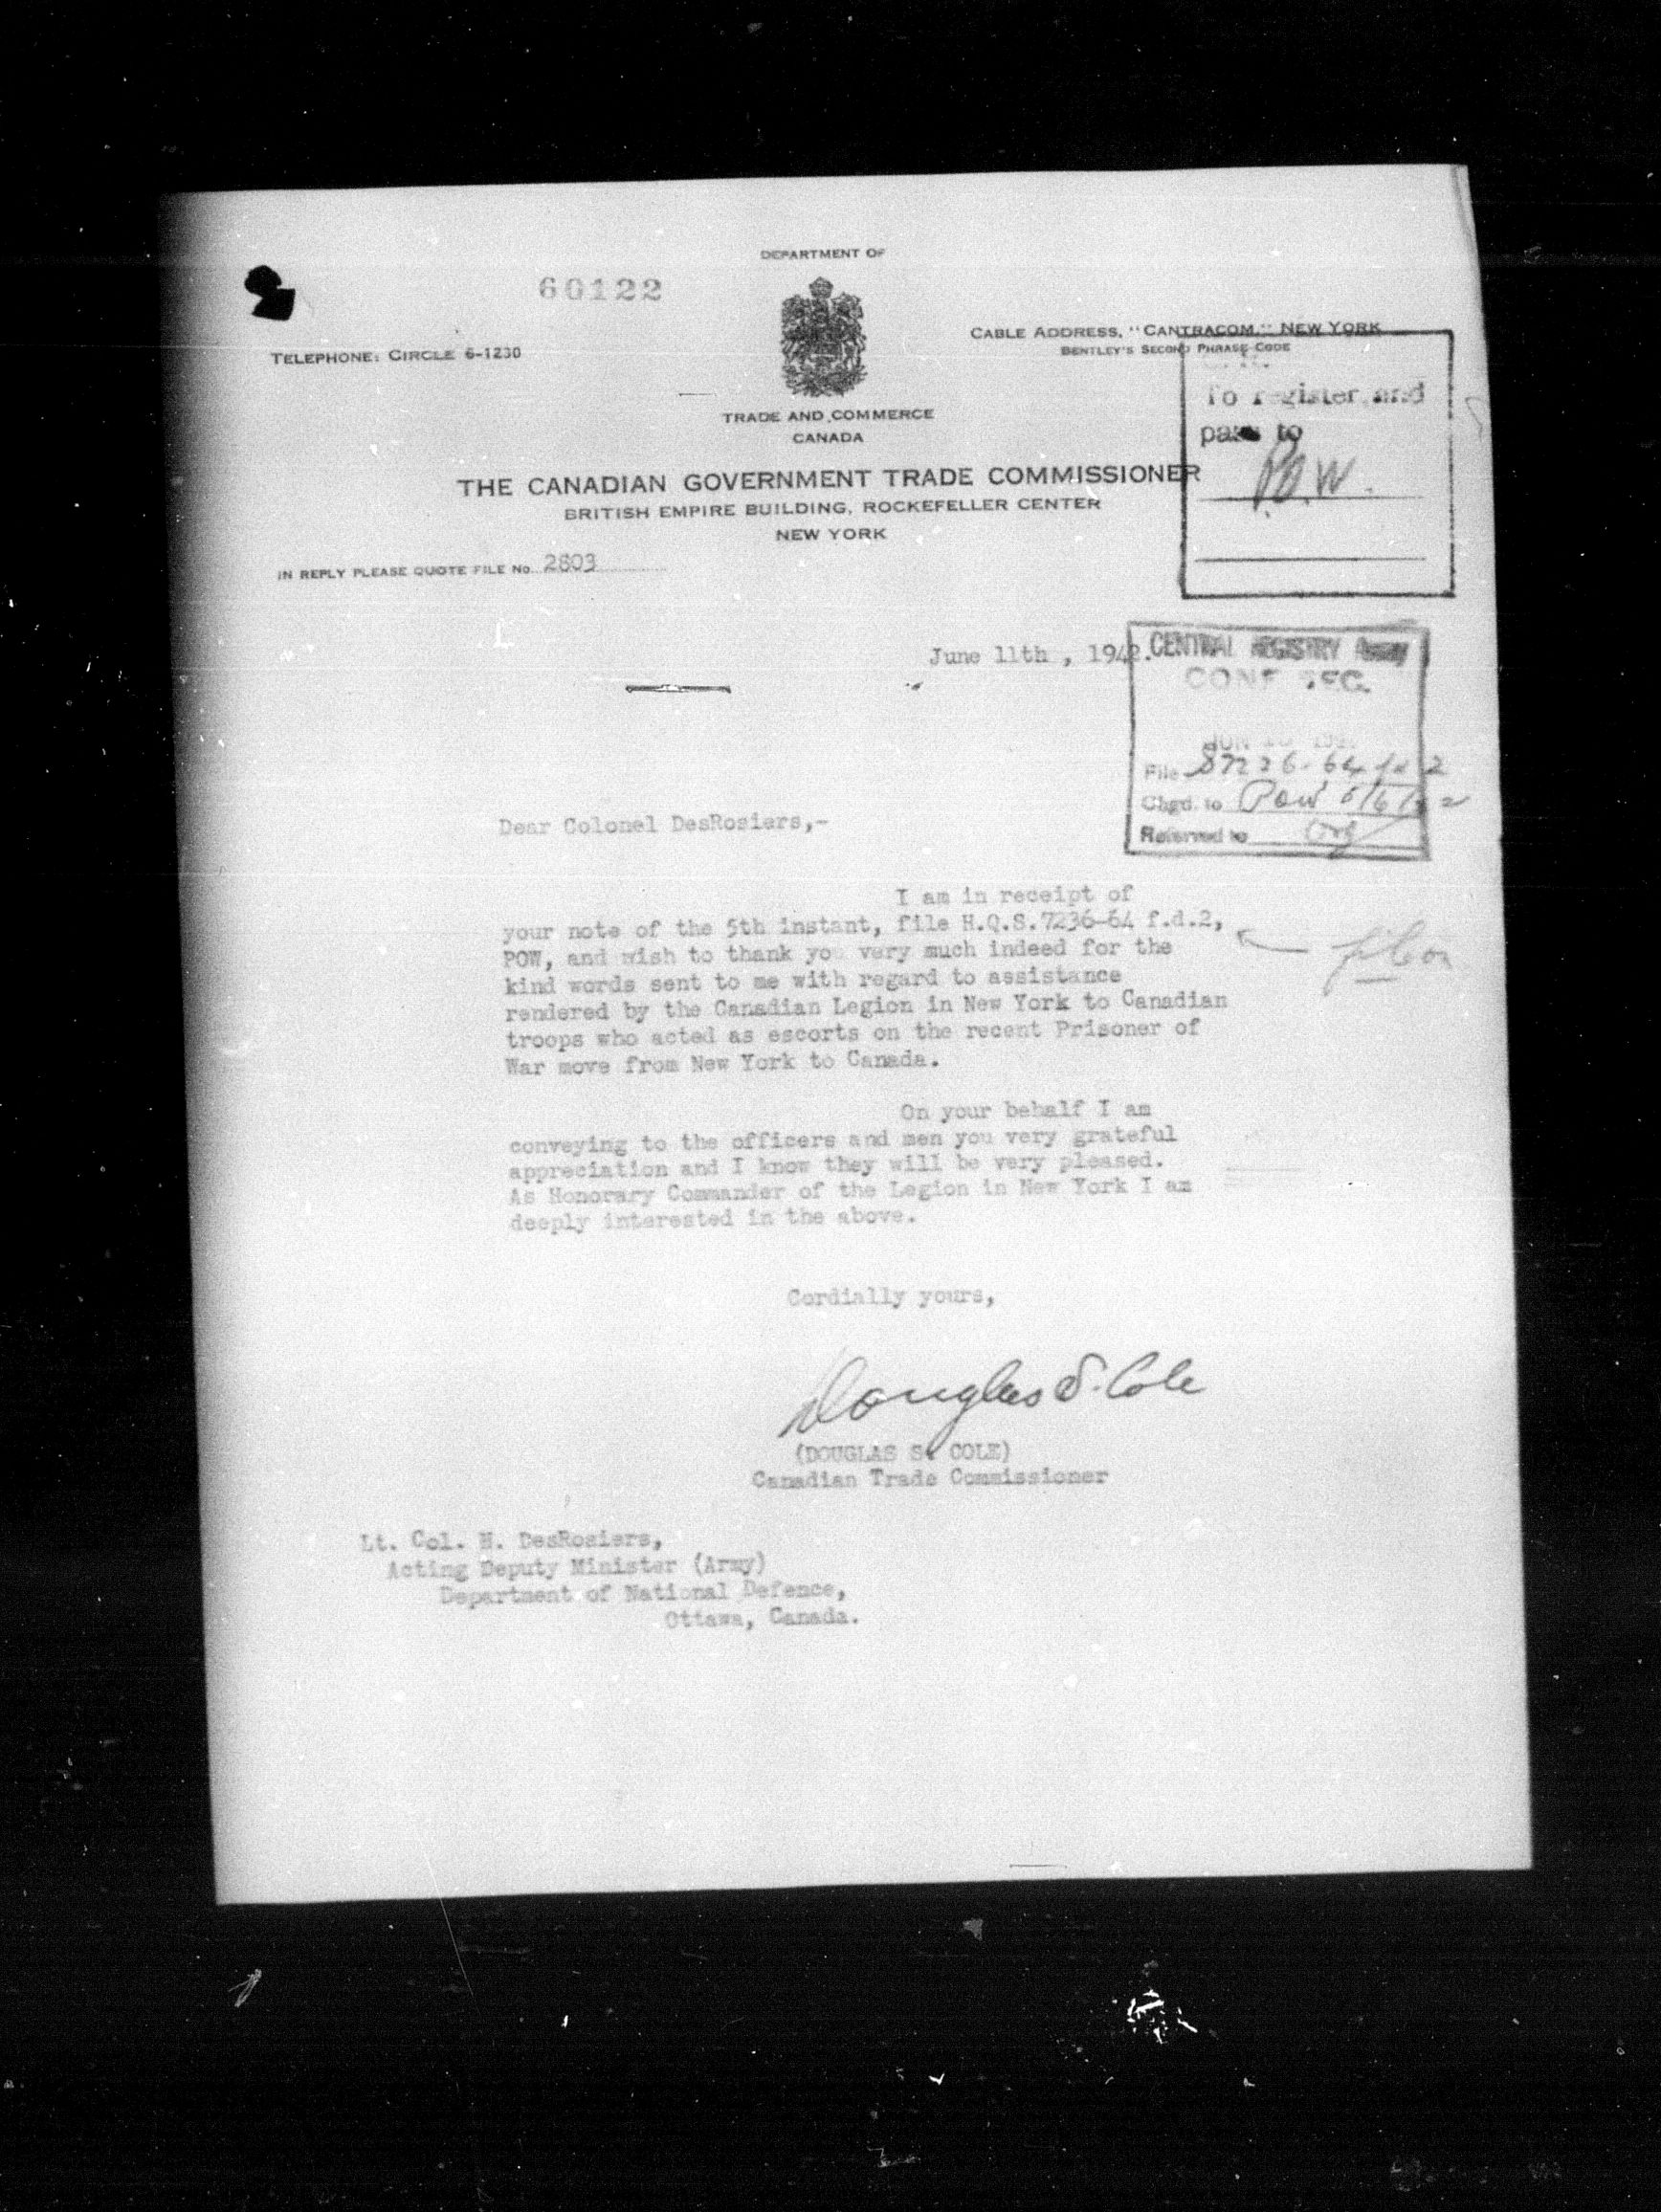 DEPARTMENT OF
60122
TELEPHONE: CIRCLE 6-1230
CABLE ADDRESS, "CANTRACOM," NEW YORK
BENTLEY'S SECOND PHRASE CODE
TRADE AND COMMERCE
CANADA
THE CANADIAN GOVERNMENT TRADE COMMISSIONER
BRITISH EMPIRE BUILDING, ROCKEFELLER CENTER
NEW YORK
IN REPLY PLEASE QUOTE FILE No. 2803
To register and
pass to
P.O.W.
June 11th , 1942.
CENTRAL REGISTRY Army
CONF SEC.
JUN
File
Chgd. to POW
Referred to Org
Dear Colonel DesRosiers,-
I am in receipt of
your note of the 5th instant, file H.Q.S.7236-64 f.d.2,
POW, and wish to thank you very much indeed for the
kind words sent to me with regard to assistance
rendered by the Canadian Legion in New York to Canadian
troops who acted as escorts on the recent Prisoner of
War move from New York to Canada.
On your behalf I am
conveying to the officers and men you very grateful
appreciation and I know they will be very pleased.
As Honorary Commander of the Legion in New York I am
deeply interested in the above.
Cordially yours,
Douglas S. Cole
(DOUGLAS S. COLE)
Canadian Trade Commissioner
Lt. Col. H. DesRosiers,
Acting Deputy Minister (Army)
Department of National Defence,
Ottawa, Canada.